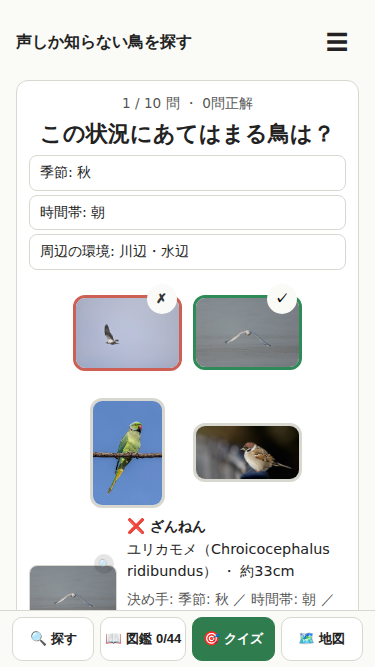 声しか知らない鳥を探す
☰
1 / 10 問 ・ 0問正解
この状況にあてはまる鳥は？
季節: 秋
時間帯: 朝
周辺の環境: 川辺・水辺
✗
✓
❌ ざんねん
ユリカモメ（Chroicocephalus
ridibundus） ・ 約33cm
決め手: 季節: 秋 ／ 時間帯: 朝 ／
🔍 探す
📖 図鑑 0/44
🎯 クイズ
🗺️ 地図